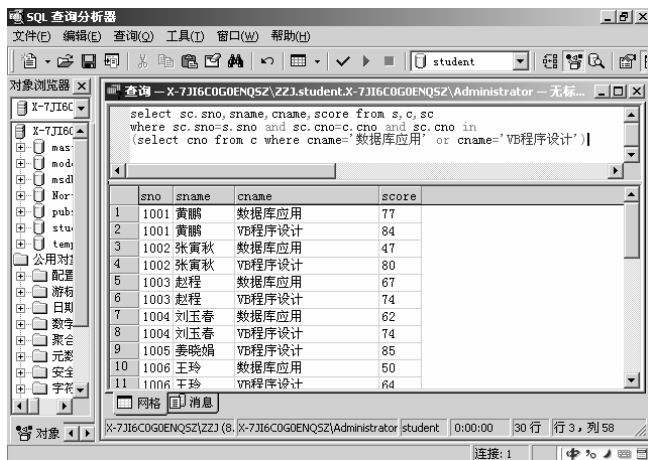 SQL 查询分析器
文件(F) 编辑(E) 查询(Q) 工具(T) 窗口(W) 帮助(H)
student
对象浏览器
查询 — X-7JI6C0G0ENQSZ\ZZJ.student.X-7JI6C0G0ENQSZ\Administrator — 无标...
X-7JI6C
X-7JI6C
mas
mod
msd
Nor
pub
stu
tem
公用对
配置
游标
日期
数学
聚合
元数
安全
字符
select sc.sno,sname,cname,score from s,c,sc
where sc.sno=s.sno and sc.cno=c.cno and sc.cno in
(select cno from c where cname='数据库应用' or cname='VB程序设计')
sno sname cname score
1 1001 黄鹏 数据库应用 77
2 1001 黄鹏 VB程序设计 84
3 1002 张寅秋 数据库应用 47
4 1002 张寅秋 VB程序设计 80
5 1003 赵程 数据库应用 67
6 1003 赵程 VB程序设计 74
7 1004 刘玉春 数据库应用 62
8 1004 刘玉春 VB程序设计 74
9 1005 姜晓娟 VB程序设计 85
10 1006 王玲 数据库应用 50
11 1006 王玲 VB程序设计 64
网格 消息
对象
X-7JI6C0G0ENQSZ\ZZJ (8. X-7JI6C0G0ENQSZ\Administrator student 0:00:00 30 行 行 3，列 58
连接: 1
中